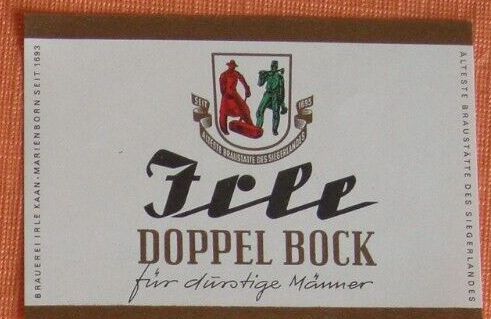 SEIT 1693
ÄLTESTE BRAUSTÄTTE DES SIEGERLANDES
Irle
DOPPEL BOCK
für durstige Männer
BRAUEREI IRLE KAAN-MARIENBORN SEIT 1693
ÄLTESTE BRAUSTÄTTE DES SIEGERLANDES